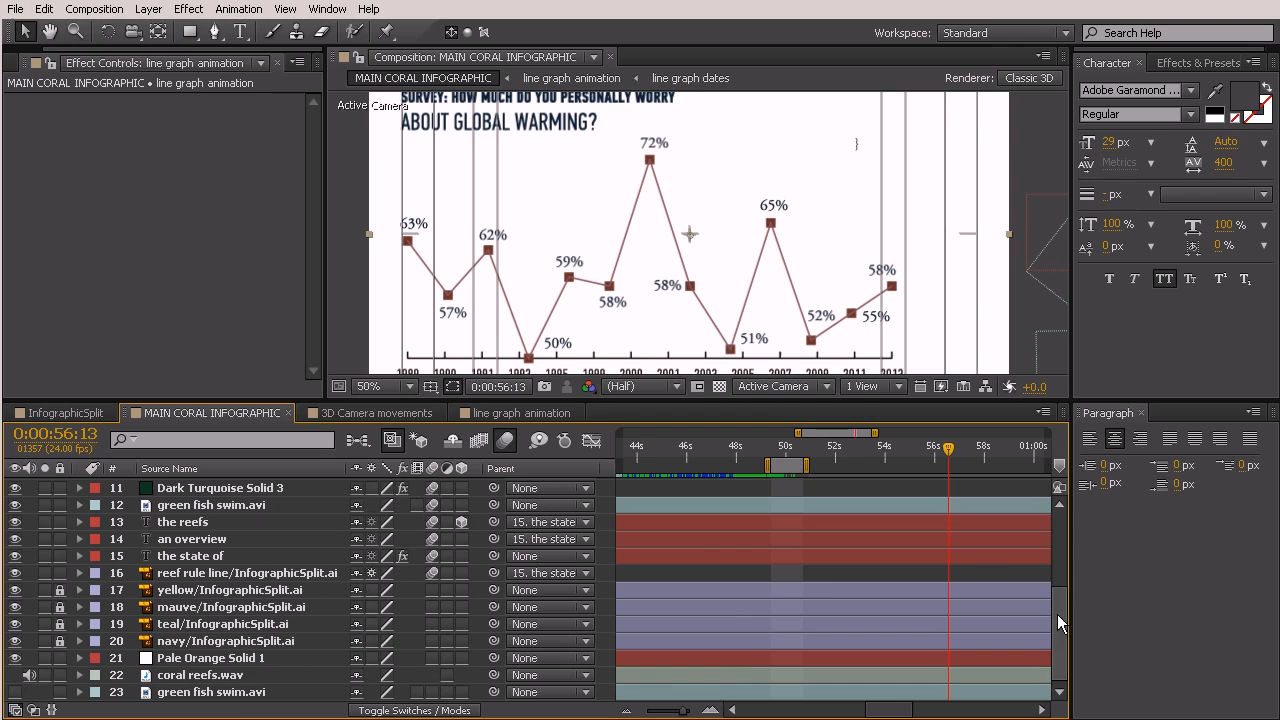 File Edit Composition Layer Effect Animation View Window Help
Workspace: Standard Search Help
Effect Controls: line graph animation
MAIN CORAL INFOGRAPHIC • line graph animation
Composition: MAIN CORAL INFOGRAPHIC
MAIN CORAL INFOGRAPHIC line graph animation line graph dates Renderer: Classic 3D
Active Camera
SURVEY: HOW MUCH DO YOU PERSONALLY WORRY
ABOUT GLOBAL WARMING?
72%
}
65%
63%
62%
59%
58%
58%
58%
57%
52%
55%
51%
50%
50% 0:00:56:13 (Half) Active Camera 1 View +0.0
Character Effects & Presets
Adobe Garamond ...
Regular
29 px Auto
Metrics 400
- px
100 % 100 %
0 px 0 %
T T TT Tт T¹ T₁
Paragraph
0 px 0 px 0 px
0 px 0 px
InfographicSplit MAIN CORAL INFOGRAPHIC 3D Camera movements line graph animation
0:00:56:13
01357 (24.00 fps)
44s 46s 48s 50s 52s 54s 56s 58s 01:00s
# Source Name fx Parent
11 Dark Turquoise Solid 3 fx None
12 green fish swim.avi None
13 T the reefs 15. the state
14 T an overview 15. the state
15 T the state of fx None
16 reef rule line/InfographicSplit.ai 15. the state
17 yellow/InfographicSplit.ai None
18 mauve/InfographicSplit.ai None
19 teal/InfographicSplit.ai None
20 navy/InfographicSplit.ai None
21 Pale Orange Solid 1 None
22 coral reefs.wav None
23 green fish swim.avi None
Toggle Switches / Modes